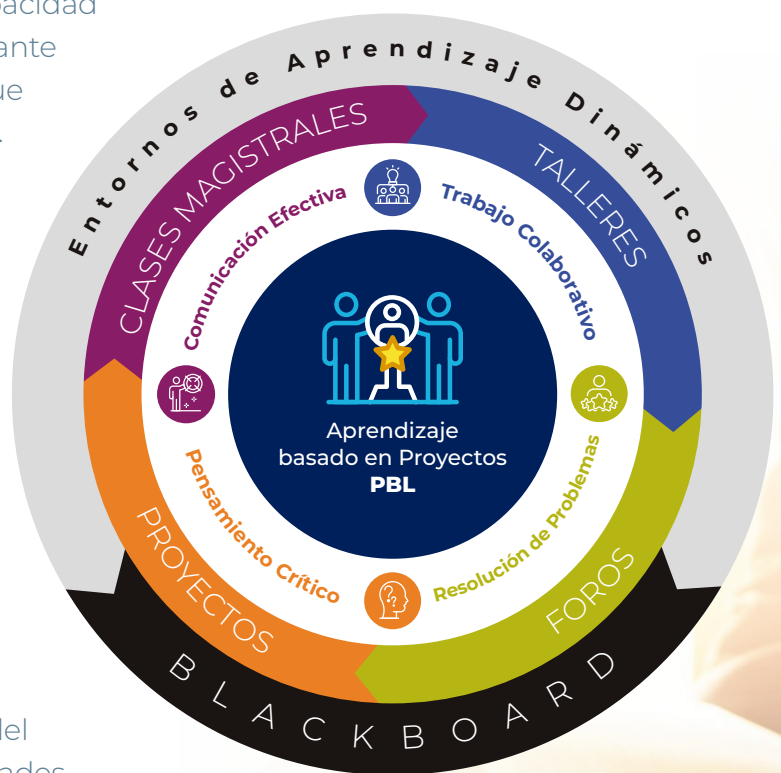 Entornos de Aprendizaje Dinámicos
CLASES MAGISTRALES
TALLERES
FOROS
PROYECTOS
Comunicación Efectiva
Trabajo Colaborativo
Resolución de Problemas
Pensamiento Crítico
Aprendizaje
basado en Proyectos
PBL
BLACKBOARD